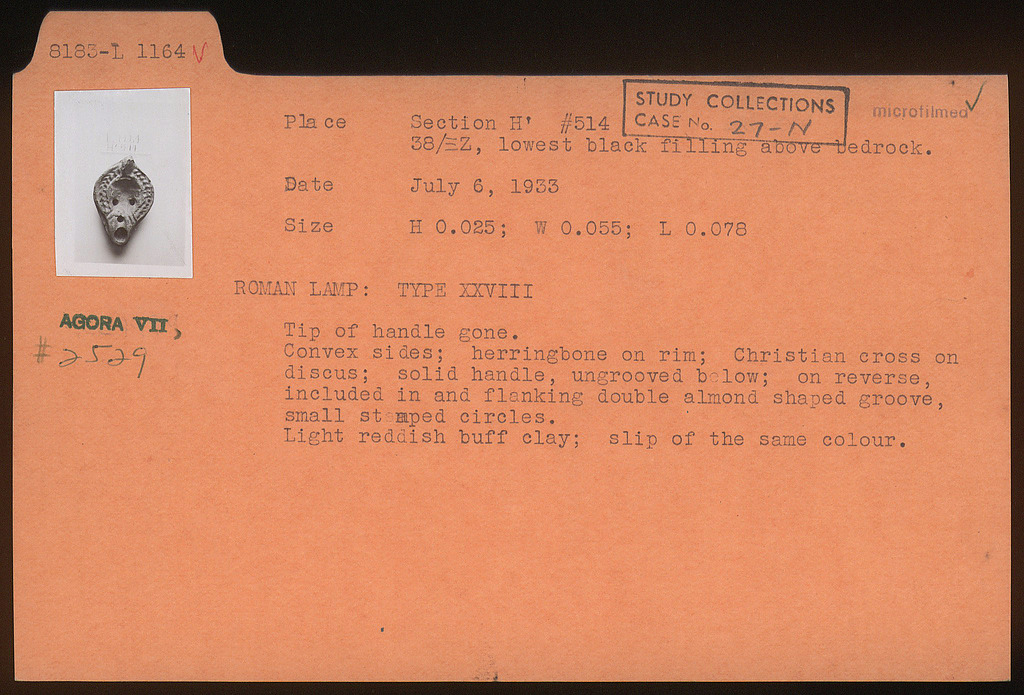 8183-L 1164 √
STUDY COLLECTIONS
CASE No. 27-N
microfilmed ✓
Place Section H' #514
38/ΞZ, lowest black filling above bedrock.
Date July 6, 1933
Size H 0.025; W 0.055; L 0.078
ROMAN LAMP: TYPE XXVIII
AGORA VII,
# 2529
Tip of handle gone.
Convex sides; herringbone on rim; Christian cross on
discus; solid handle, ungrooved below; on reverse,
included in and flanking double almond shaped groove,
small stamped circles.
Light reddish buff clay; slip of the same colour.